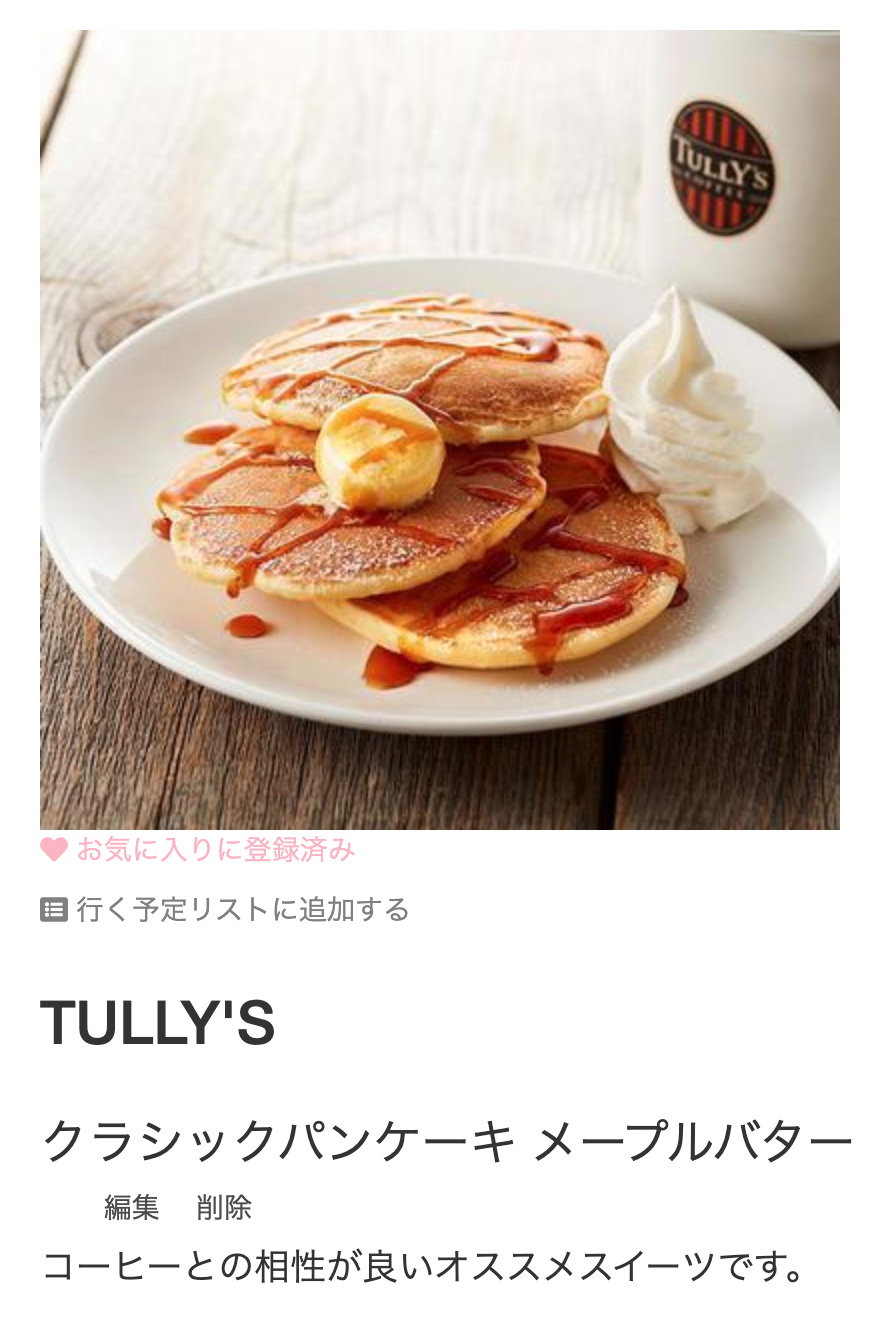 TULLY'S
COFFEE
お気に入りに登録済み
行く予定リストに追加する
TULLY'S
クラシックパンケーキ メープルバター
編集 削除
コーヒーとの相性が良いオススメスイーツです。